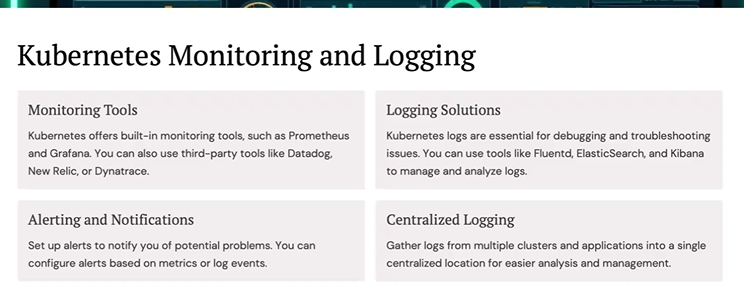 Kubernetes Monitoring and Logging
Monitoring Tools
Kubernetes offers built-in monitoring tools, such as Prometheus
and Grafana. You can also use third-party tools like Datadog,
New Relic, or Dynatrace.
Logging Solutions
Kubernetes logs are essential for debugging and troubleshooting
issues. You can use tools like Fluentd, ElasticSearch, and Kibana
to manage and analyze logs.
Alerting and Notifications
Set up alerts to notify you of potential problems. You can
configure alerts based on metrics or log events.
Centralized Logging
Gather logs from multiple clusters and applications into a single
centralized location for easier analysis and management.